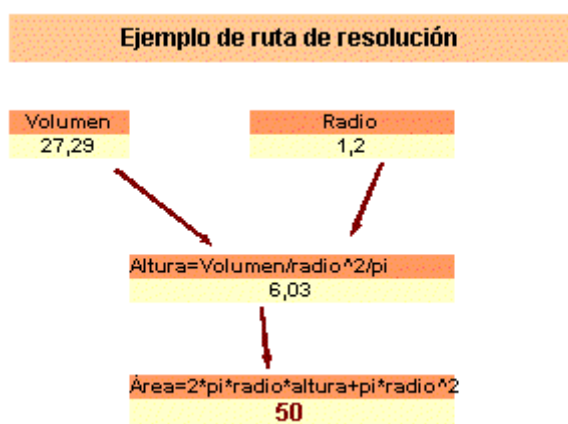 Ejemplo de ruta de resolución
Volumen
27,29
Radio
1,2
Altura=Volumen/radio^2/pi
6,03
Área=2*pi*radio*altura+pi*radio^2
50